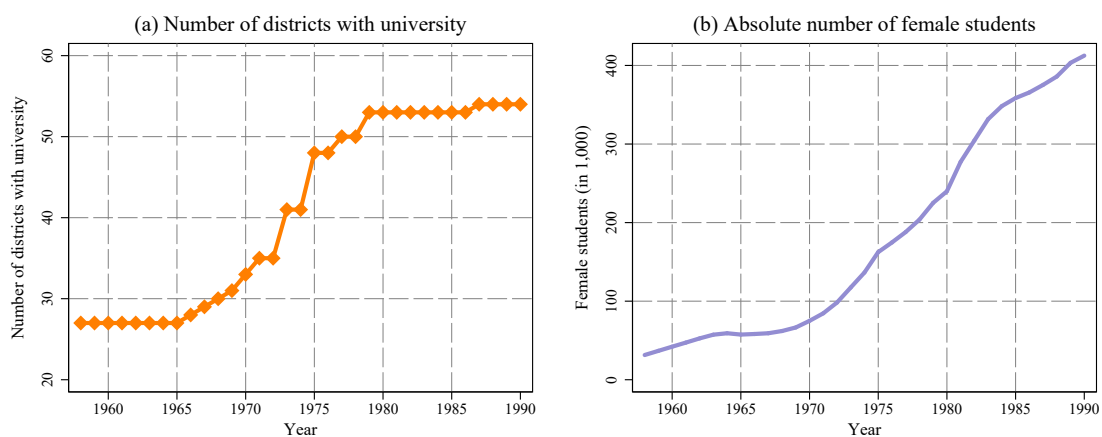 (a) Number of districts with university
Number of districts with university
60
50
40
30
20
1960 1965 1970 1975 1980 1985 1990
Year
(b) Absolute number of female students
Female students (in 1,000)
400
300
200
100
0
1960 1965 1970 1975 1980 1985 1990
Year